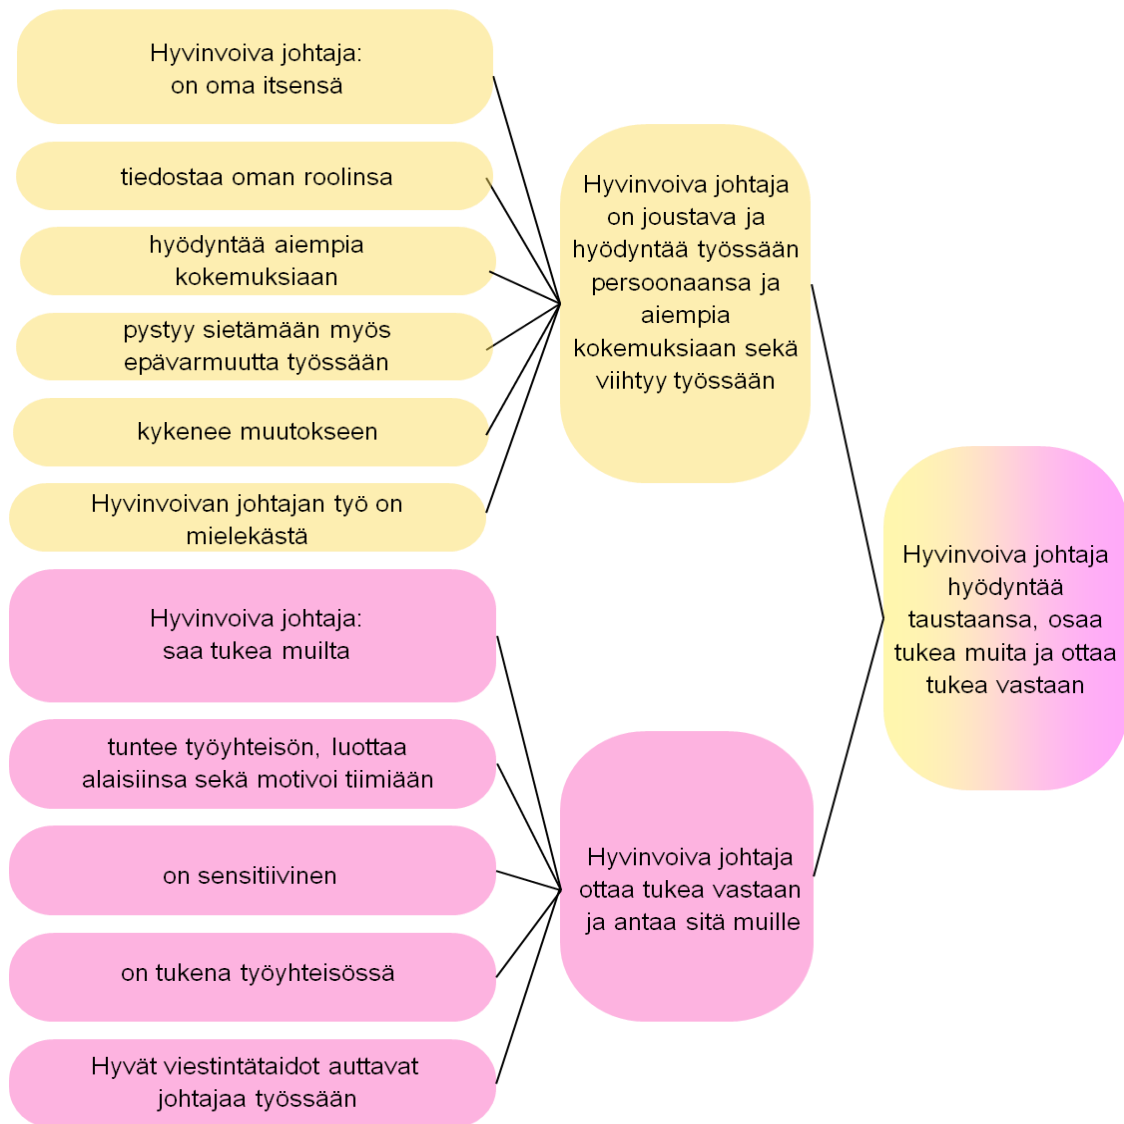 Hyvinvoiva johtaja:
on oma itsensä
tiedostaa oman roolinsa
hyödyntää aiempia
kokemuksiaan
pystyy sietämään myös
epävarmuutta työssään
kykenee muutokseen
Hyvinvoivan johtajan työ on
mielekästä
Hyvinvoiva johtaja:
saa tukea muilta
tuntee työyhteisön, luottaa
alaisiinsa sekä motivoi tiimiään
on sensitiivinen
on tukena työyhteisössä
Hyvät viestintätaidot auttavat
johtajaa työssään
Hyvinvoiva johtaja
on joustava ja
hyödyntää työssään
persoonaansa ja
aiempia
kokemuksiaan sekä
viihtyy työssään
Hyvinvoiva johtaja
ottaa tukea vastaan
ja antaa sitä muille
Hyvinvoiva johtaja
hyödyntää
taustaansa, osaa
tukea muita ja ottaa
tukea vastaan